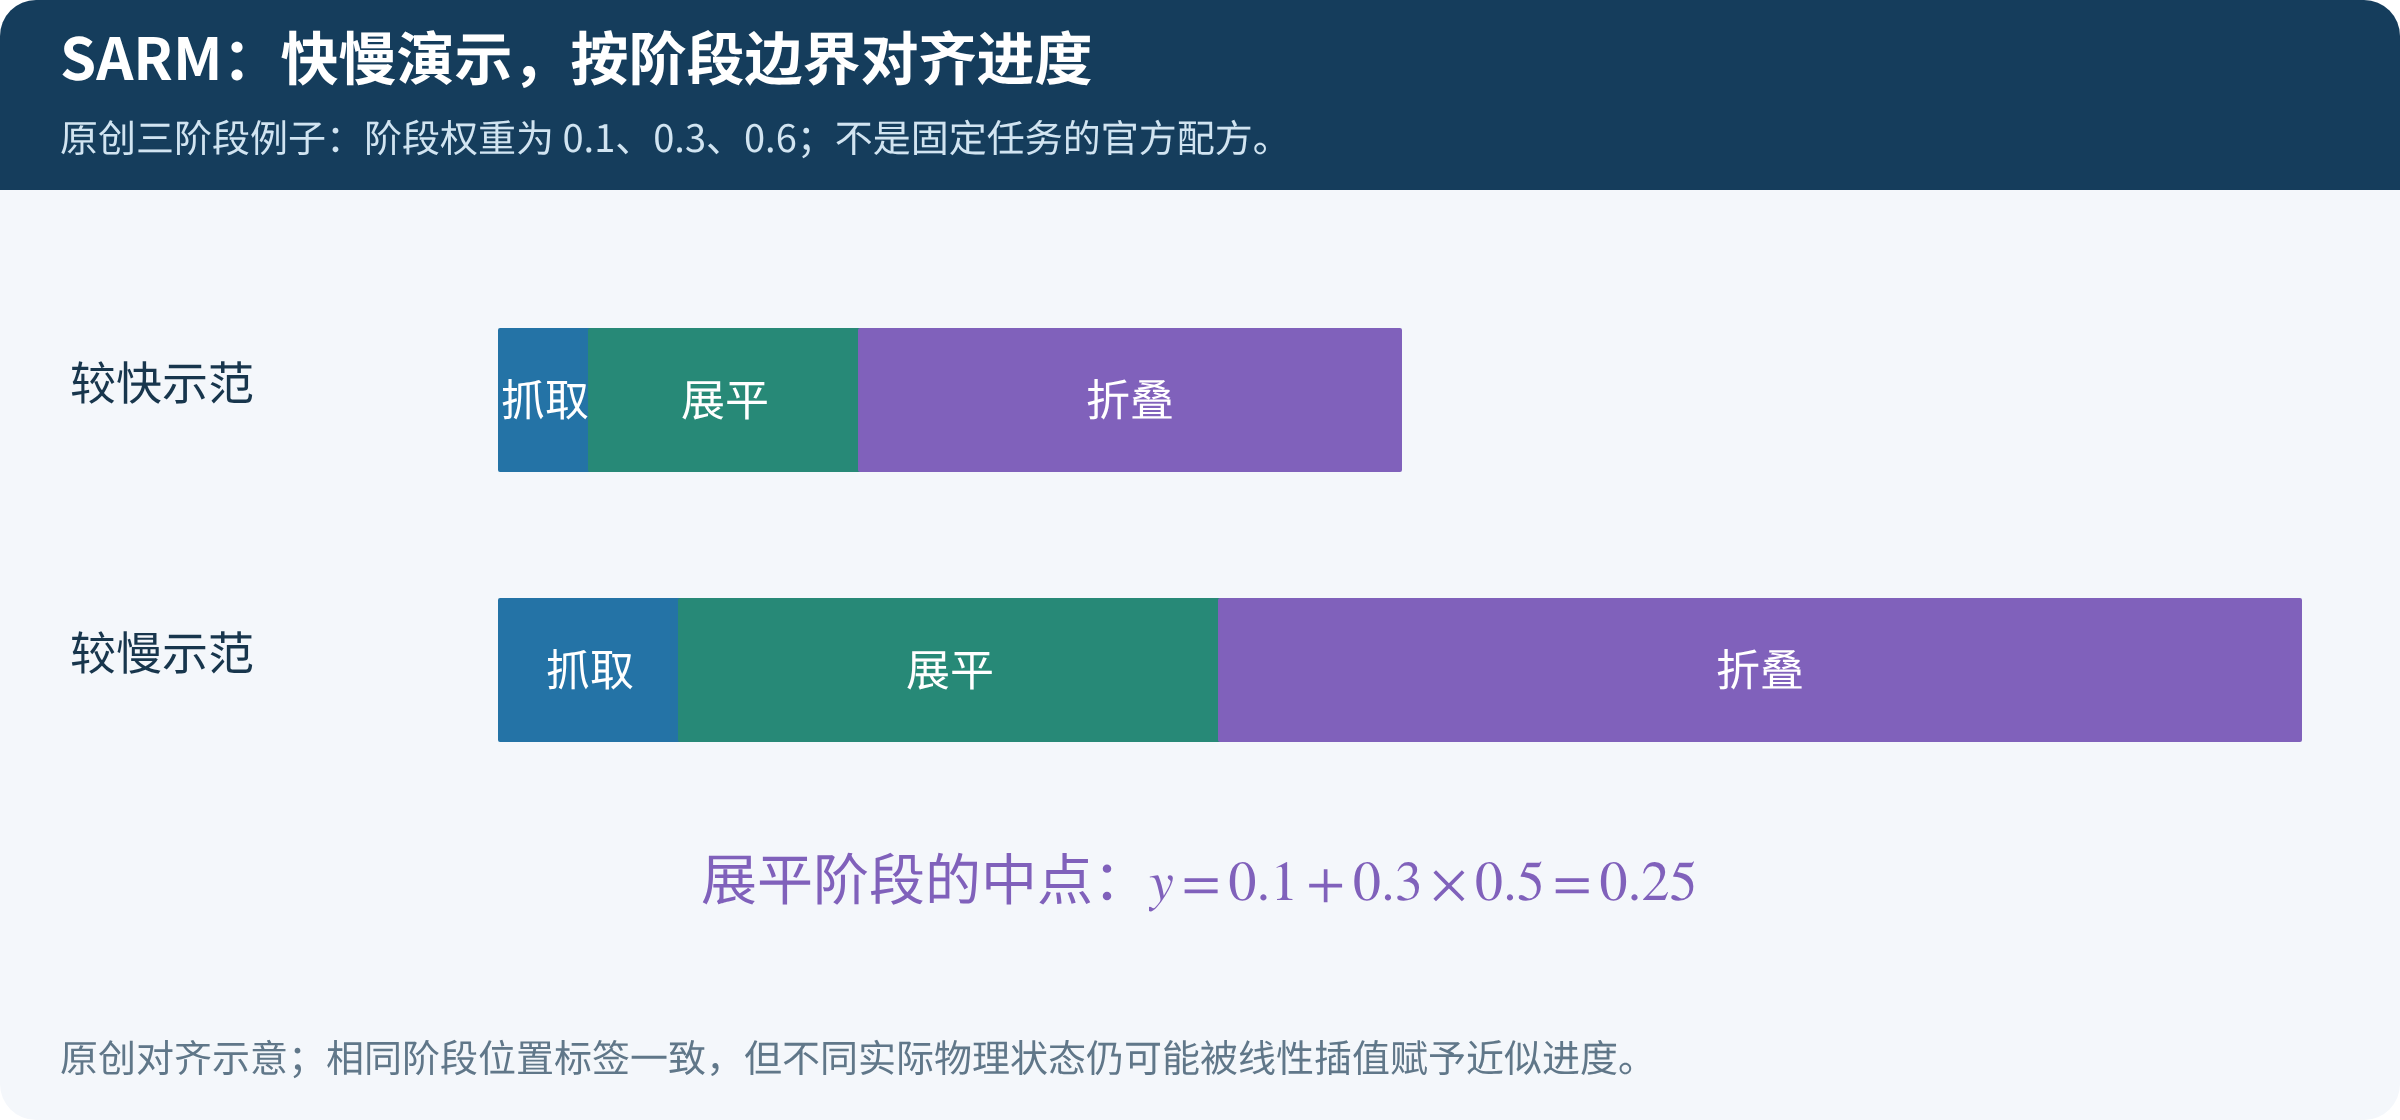 SARM：快慢演示，按阶段边界对齐进度
原创三阶段例子：阶段权重为 0.1、0.3、0.6；不是固定任务的官方配方。
较快示范
抓取
展平
折叠
较慢示范
抓取
展平
折叠
展平阶段的中点：y = 0.1 + 0.3 × 0.5 = 0.25
原创对齐示意；相同阶段位置标签一致，但不同实际物理状态仍可能被线性插值赋予近似进度。